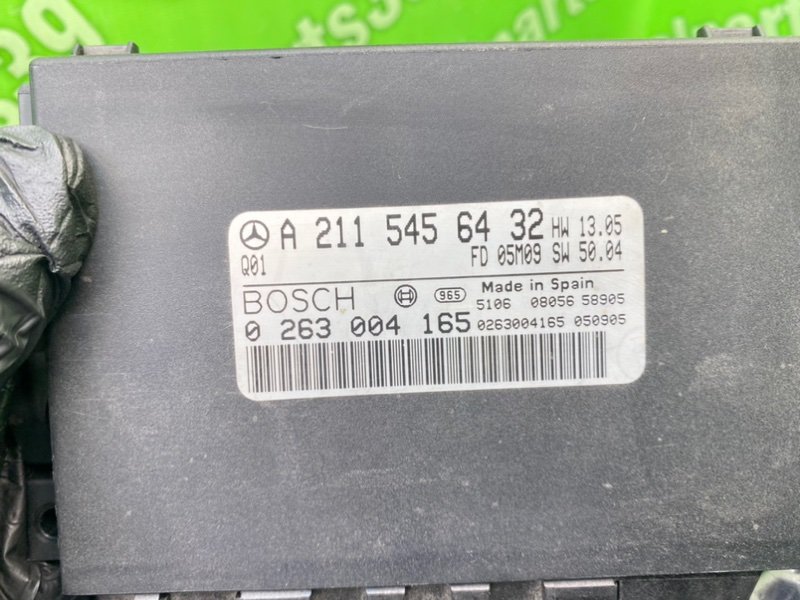 A 211 545 64 32 HW 13.05
Q01 FD 05M09 SW 50.04
BOSCH 965 Made in Spain
5106 08056 58905
0 263 004 165 0263004165 050905